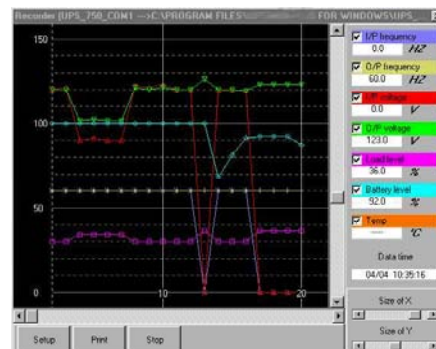 Recorder [UPS_750_COM1 --->C:\PROGRAM FILES\ FOR WINDOWS\UPS_
150
100
50
0
10
20
I/P frequency
0.0 HZ
O/P frequency
60.0 HZ
I/P voltage
0.0 V
O/P voltage
123.0 V
Load level
36.0 %
Battery level
92.0 %
Temp
---- °C
Data time
04/04 10:35:16
Size of X
Size of Y
Setup Print Stop